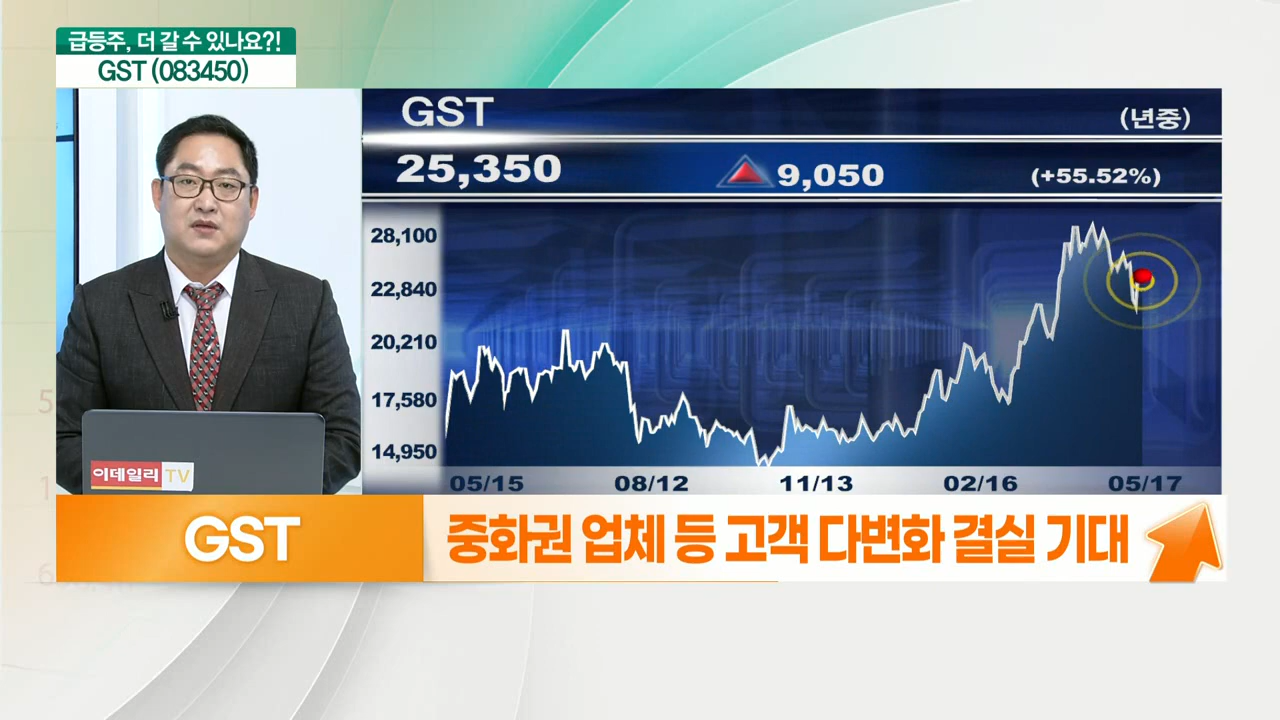 급등주, 더 갈 수 있나요?!
GST (083450)
GST
(년중)
25,350
9,050
(+55.52%)
28,100
22,840
20,210
17,580
14,950
05/15
08/12
11/13
02/16
05/17
이데일리 TV
GST
중화권 업체 등 고객 다변화 결실 기대
5
1